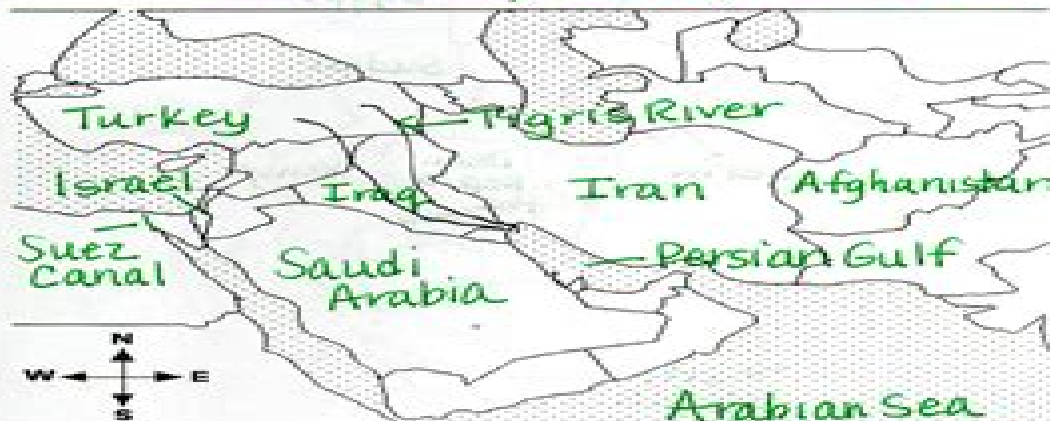 Turkey
Tigris River
Israel
Iraq
Iran
Afghanistan
Suez
Canal
Saudi
Arabia
Persian Gulf
N
W E
S
Arabian Sea